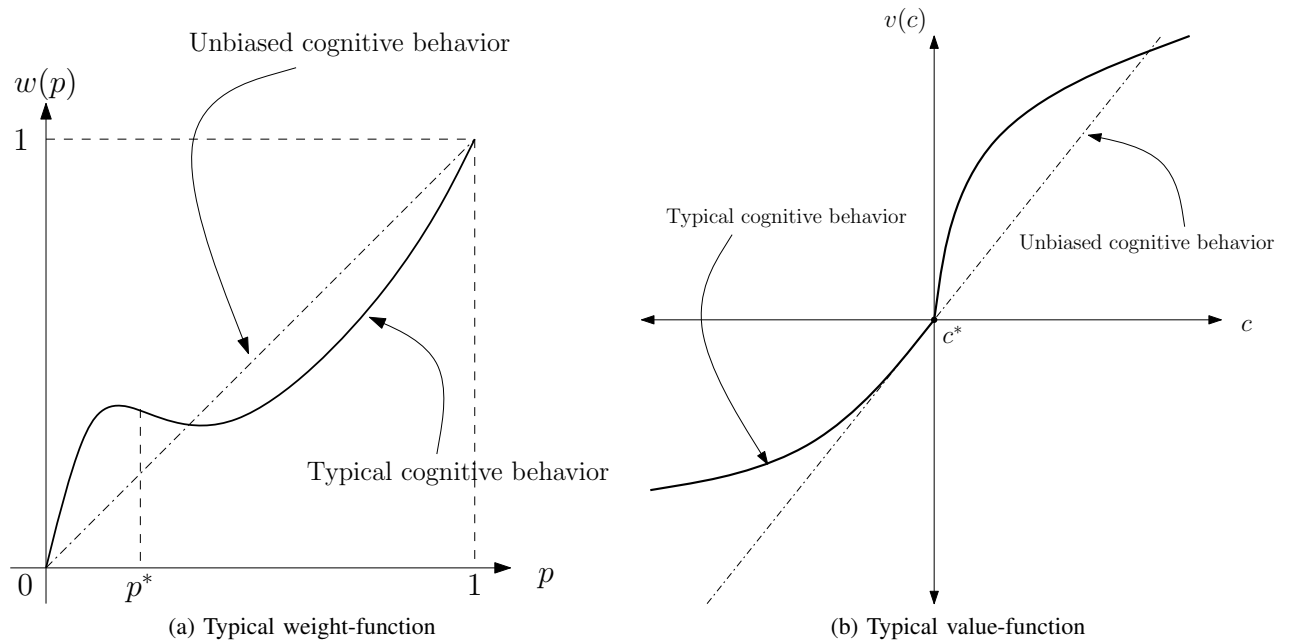 Unbiased cognitive behavior
w(p)
1
Typical cognitive behavior
0
p*
1
p
(a) Typical weight-function
v(c)
Typical cognitive behavior
Unbiased cognitive behavior
c*
c
(b) Typical value-function